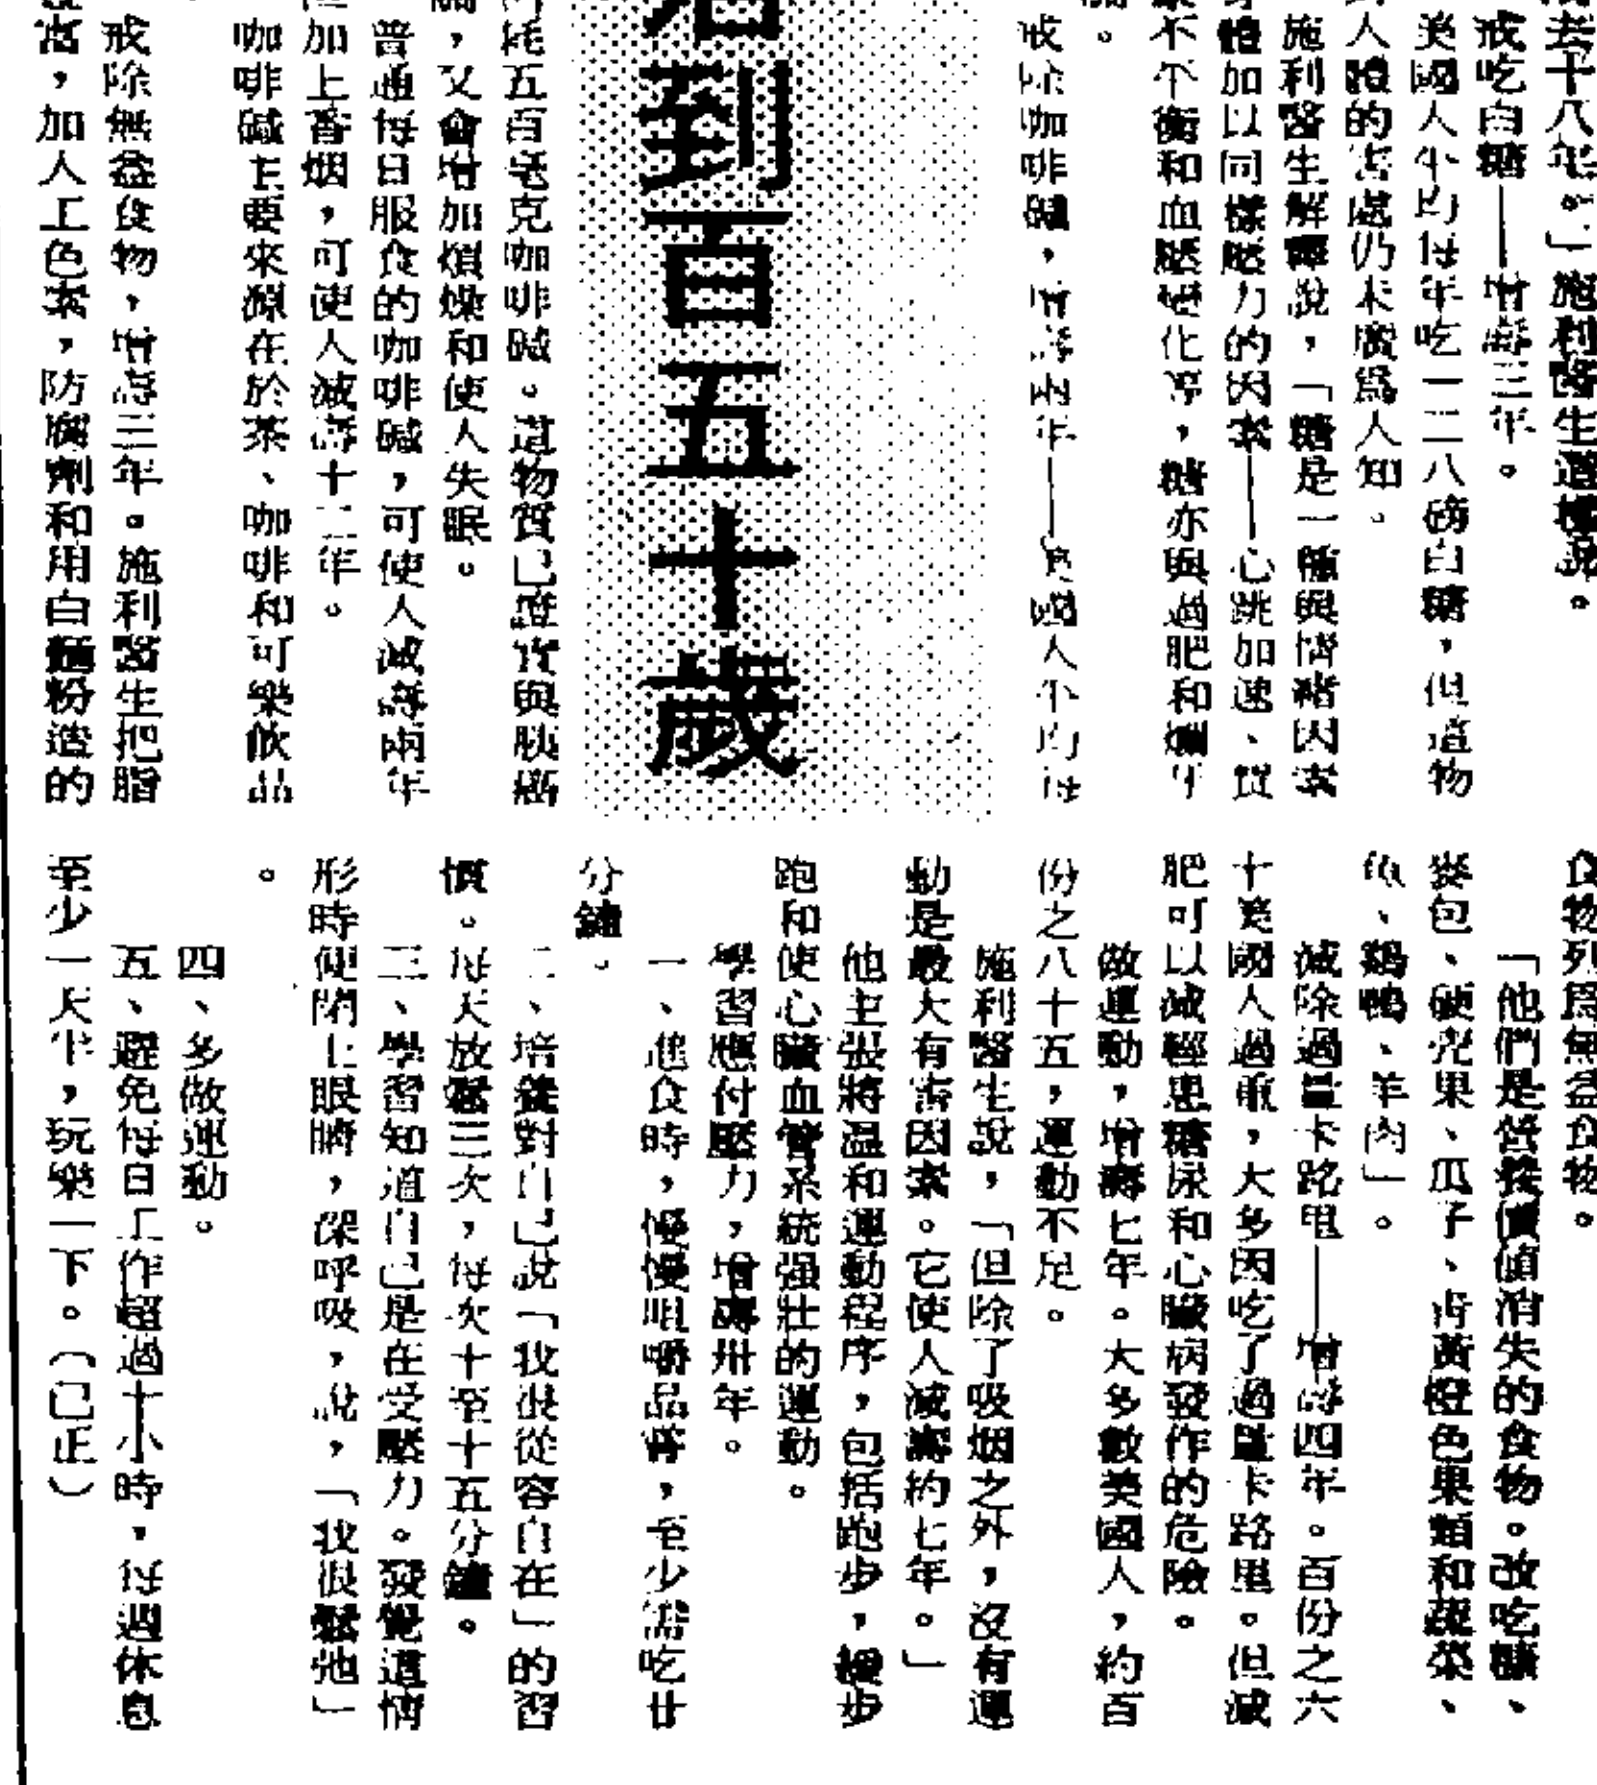 去十八年。」施利醫生這樣說。
戒吃白糖——增壽三年。
美國人平均每年吃一二八磅白糖，但這物
人體的害處仍未廣爲人知。
施利醫生解釋說，「糖是一種與情緒因素
體加以同樣壓力的因素——心跳加速、賀
不平衡和血壓變化等，糖亦與過肥和爛牙
。
戒除咖啡鹼，增壽兩年——美國人平均每
到百五十歲
耗五百毫克咖啡鹼。這物質已證實與胰癌
，又會增加煩燥和使人失眠。
普通每日服食的咖啡鹼，可使人減壽兩年
加上香烟，可使人減壽十二年。
咖啡鹼主要來源在於茶、咖啡和可樂飲品
戒除無益食物，增壽三年。施利醫生把脂
高，加人工色素，防腐劑和用白麵粉造的
食物列爲無益食物。
「他們是營養價值消失的食物。改吃糠、
麥包、硬壳果、瓜子、青黃橙色果類和蔬菜、
魚、鷄鴨、羊肉」。
減除過量卡路里——增壽四年。百份之六
十美國人過重，大多因吃了過量卡路里。但減
肥可以減輕患糖尿和心臟病發作的危險。
做運動，增壽七年。大多數美國人，約百
份之八十五，運動不足。
施利醫生說，「但除了吸烟之外，沒有運
動是最大有害因素。它使人減壽約七年。」
他主張將溫和運動程序，包括跑步，緩步
跑和使心臟血管系統强壯的運動。
學習應付壓力，增壽卅年。
一、進食時，慢慢咀嚼品嘗，至少需吃廿
分鐘。
二、培養對自己說「我很從容自在」的習
慣。每天放鬆三次，每次十至十五分鐘。
三、學習知道自己是在受壓力。發覺這情
形時便閉上眼睛，深呼吸，說，「我很鬆弛」
。
四、多做運動。
五、避免每日工作超過十小時，每週休息
至少一天半，玩樂一下。（己正）